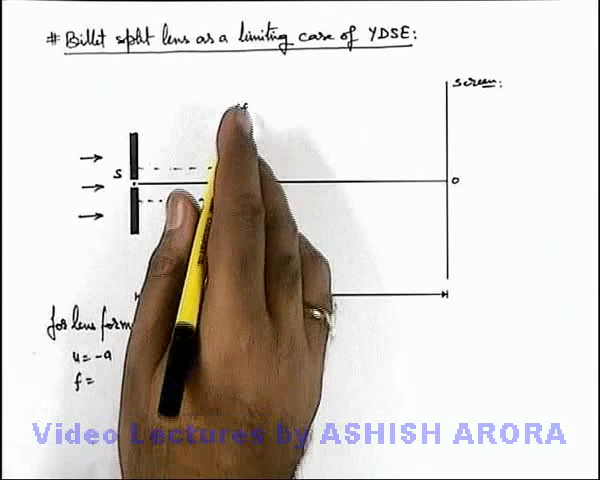 # Billet split lens as a limiting case of YDSE:
Screen:
S
O
for lens form
u = -a
f =
Video Lectures by ASHISH ARORA